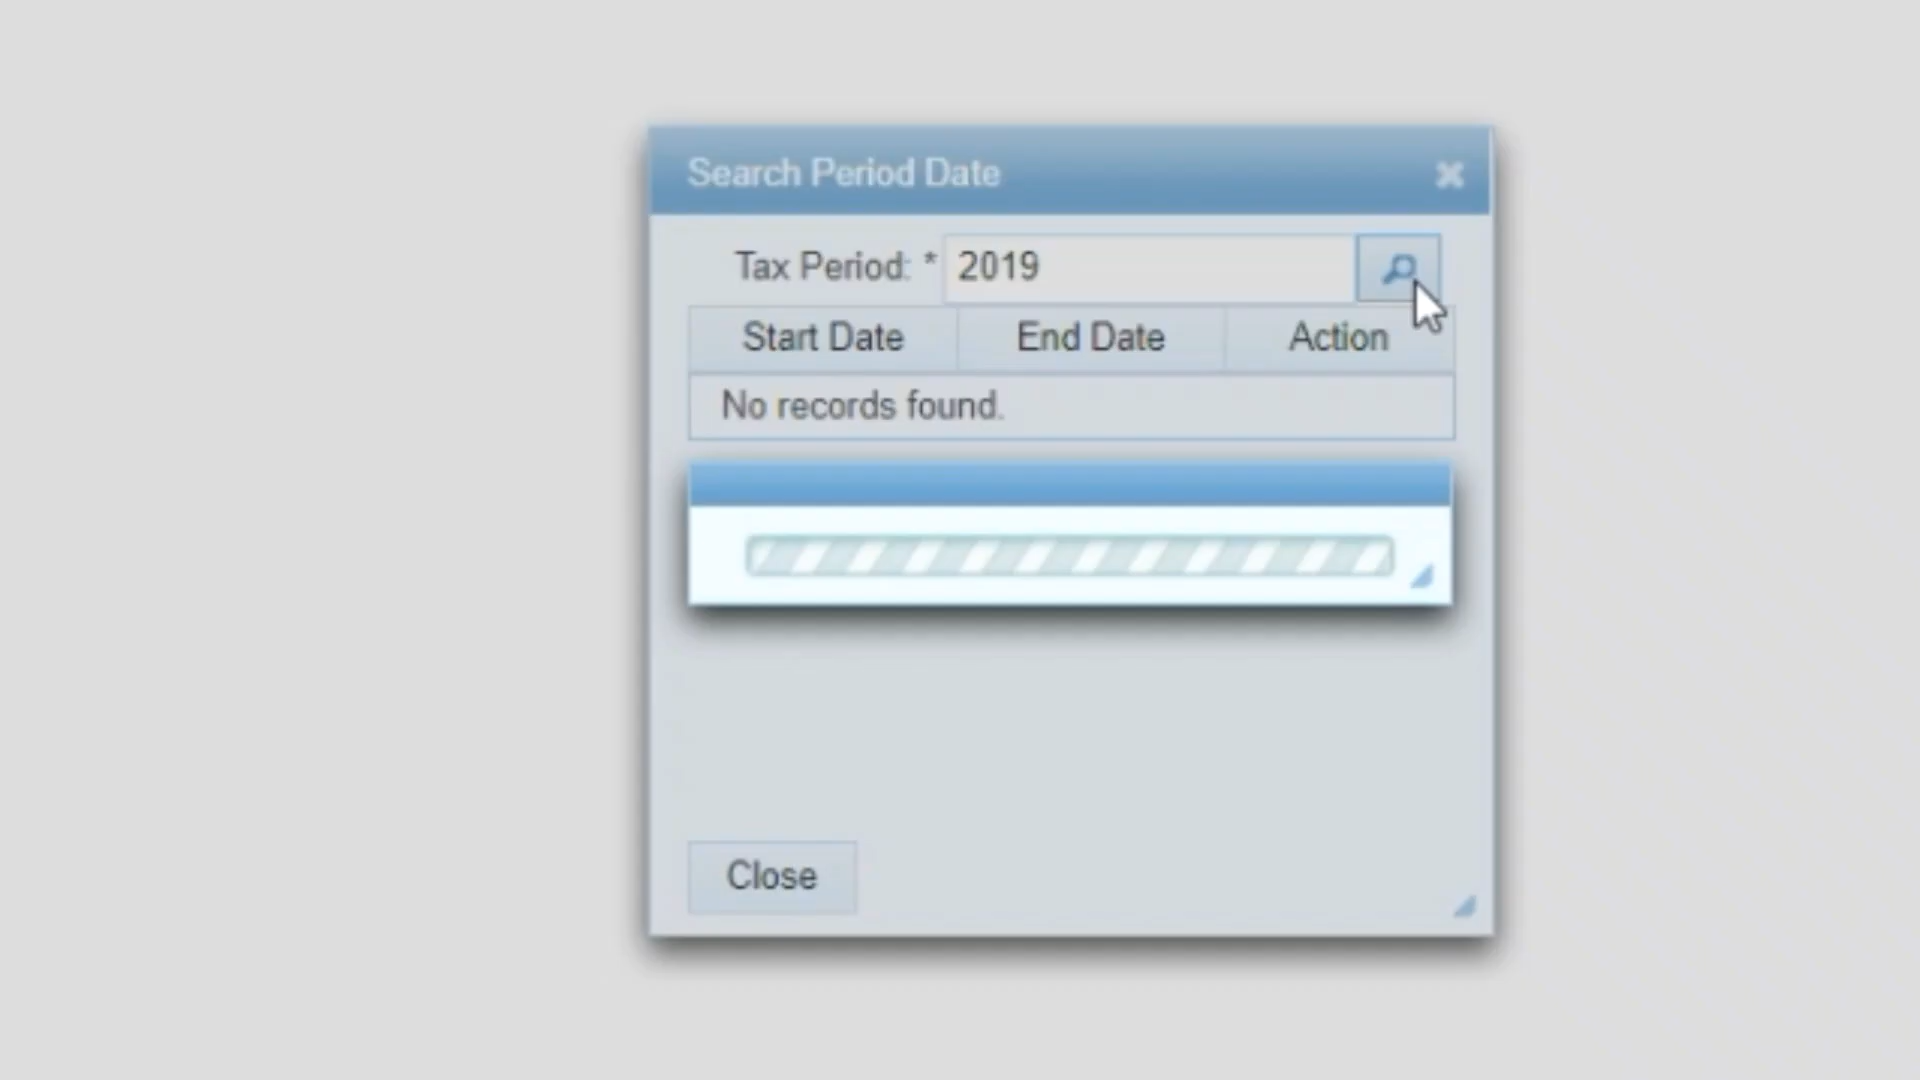 Search Period Date
Tax Period: * 2019
Start Date End Date Action
No records found.
Close